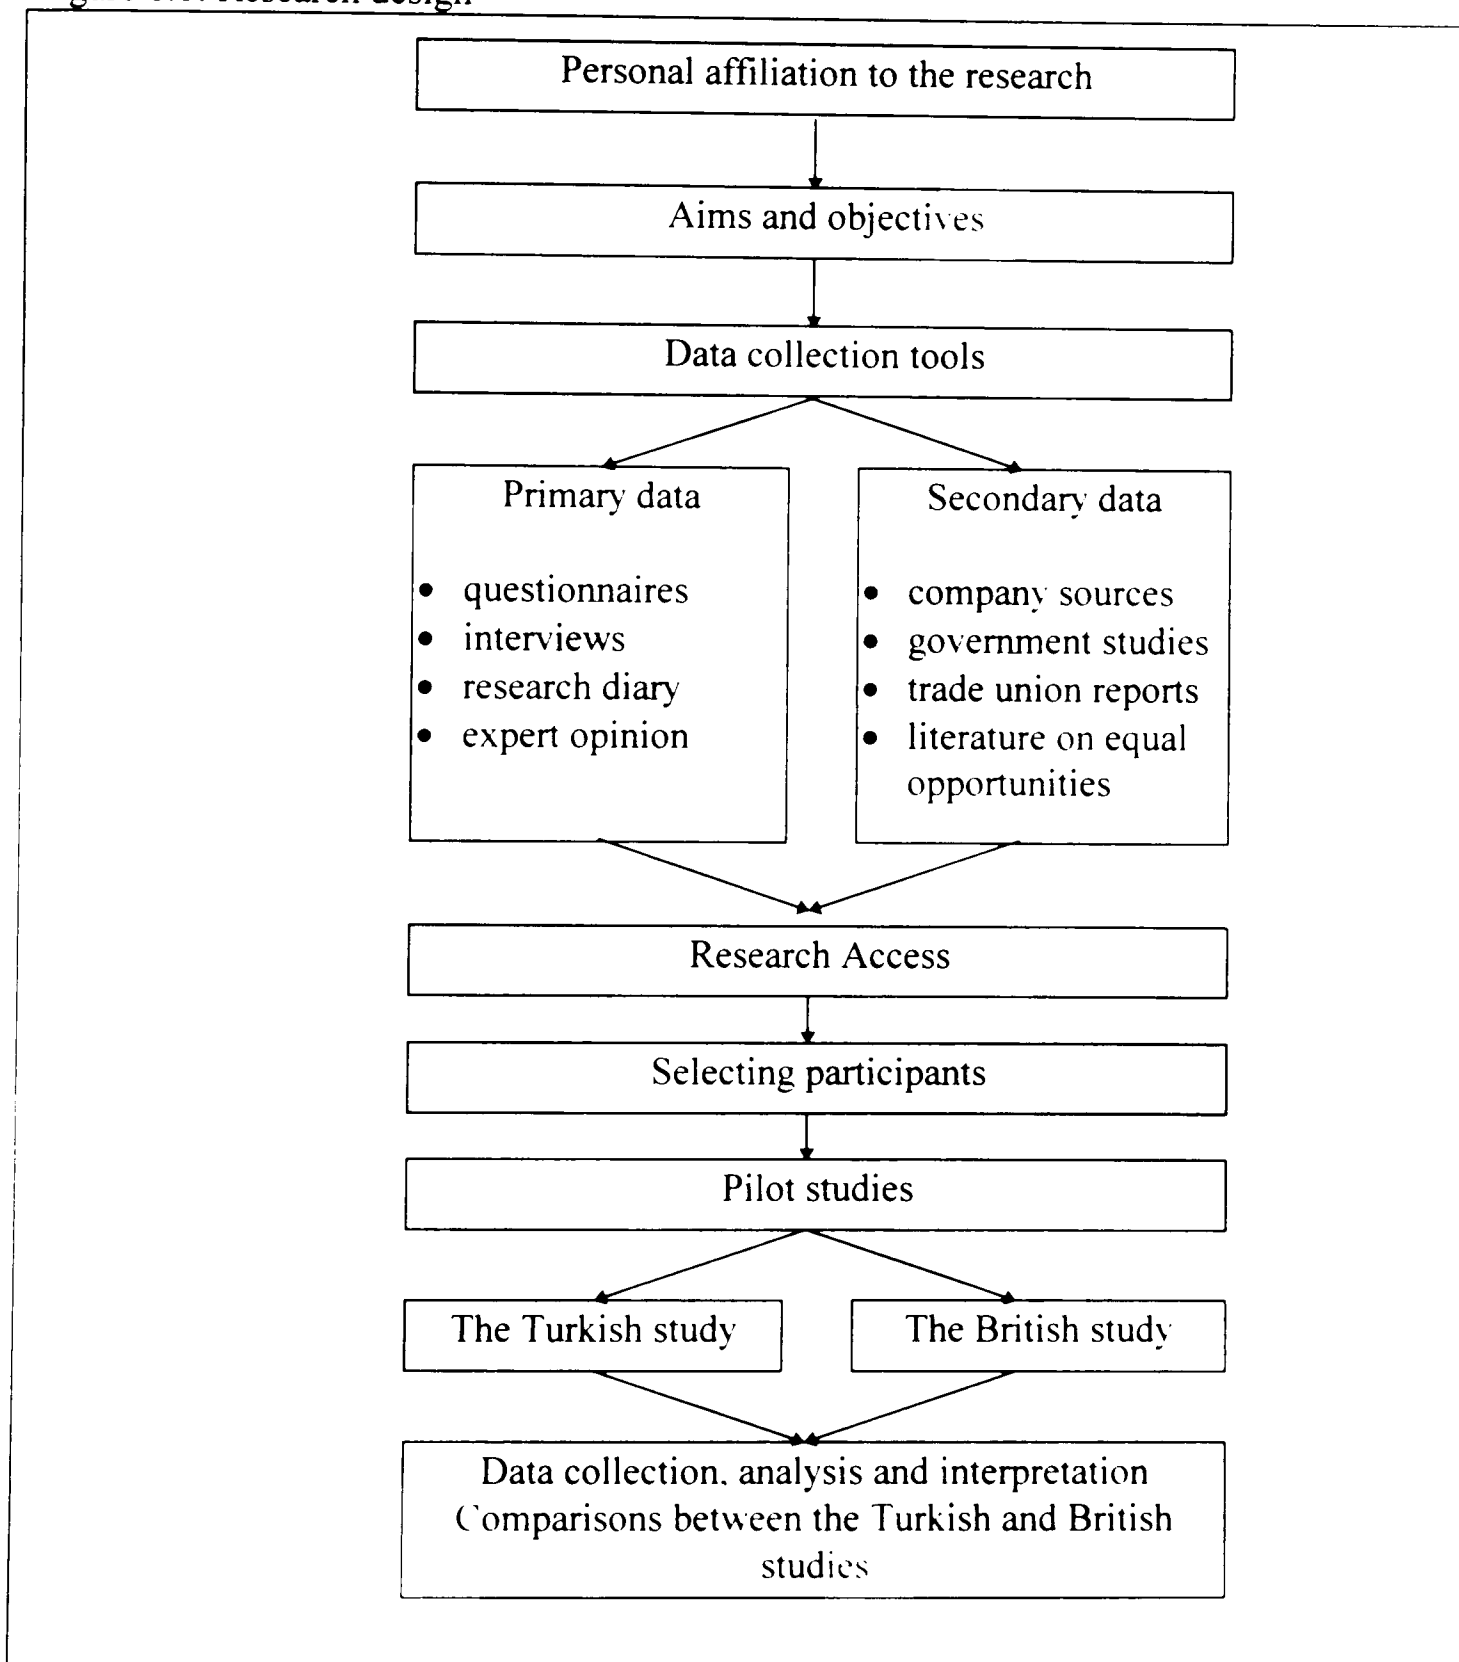 Research design
Personal affiliation to the research
Aims and objectives
Data collection tools
Primary data
• questionnaires
• interviews
• research diary
• expert opinion
Secondary data
• company sources
• government studies
• trade union reports
• literature on equal
opportunities
Research Access
Selecting participants
Pilot studies
The Turkish study
The British study
Data collection, analysis and interpretation
Comparisons between the Turkish and British
studies